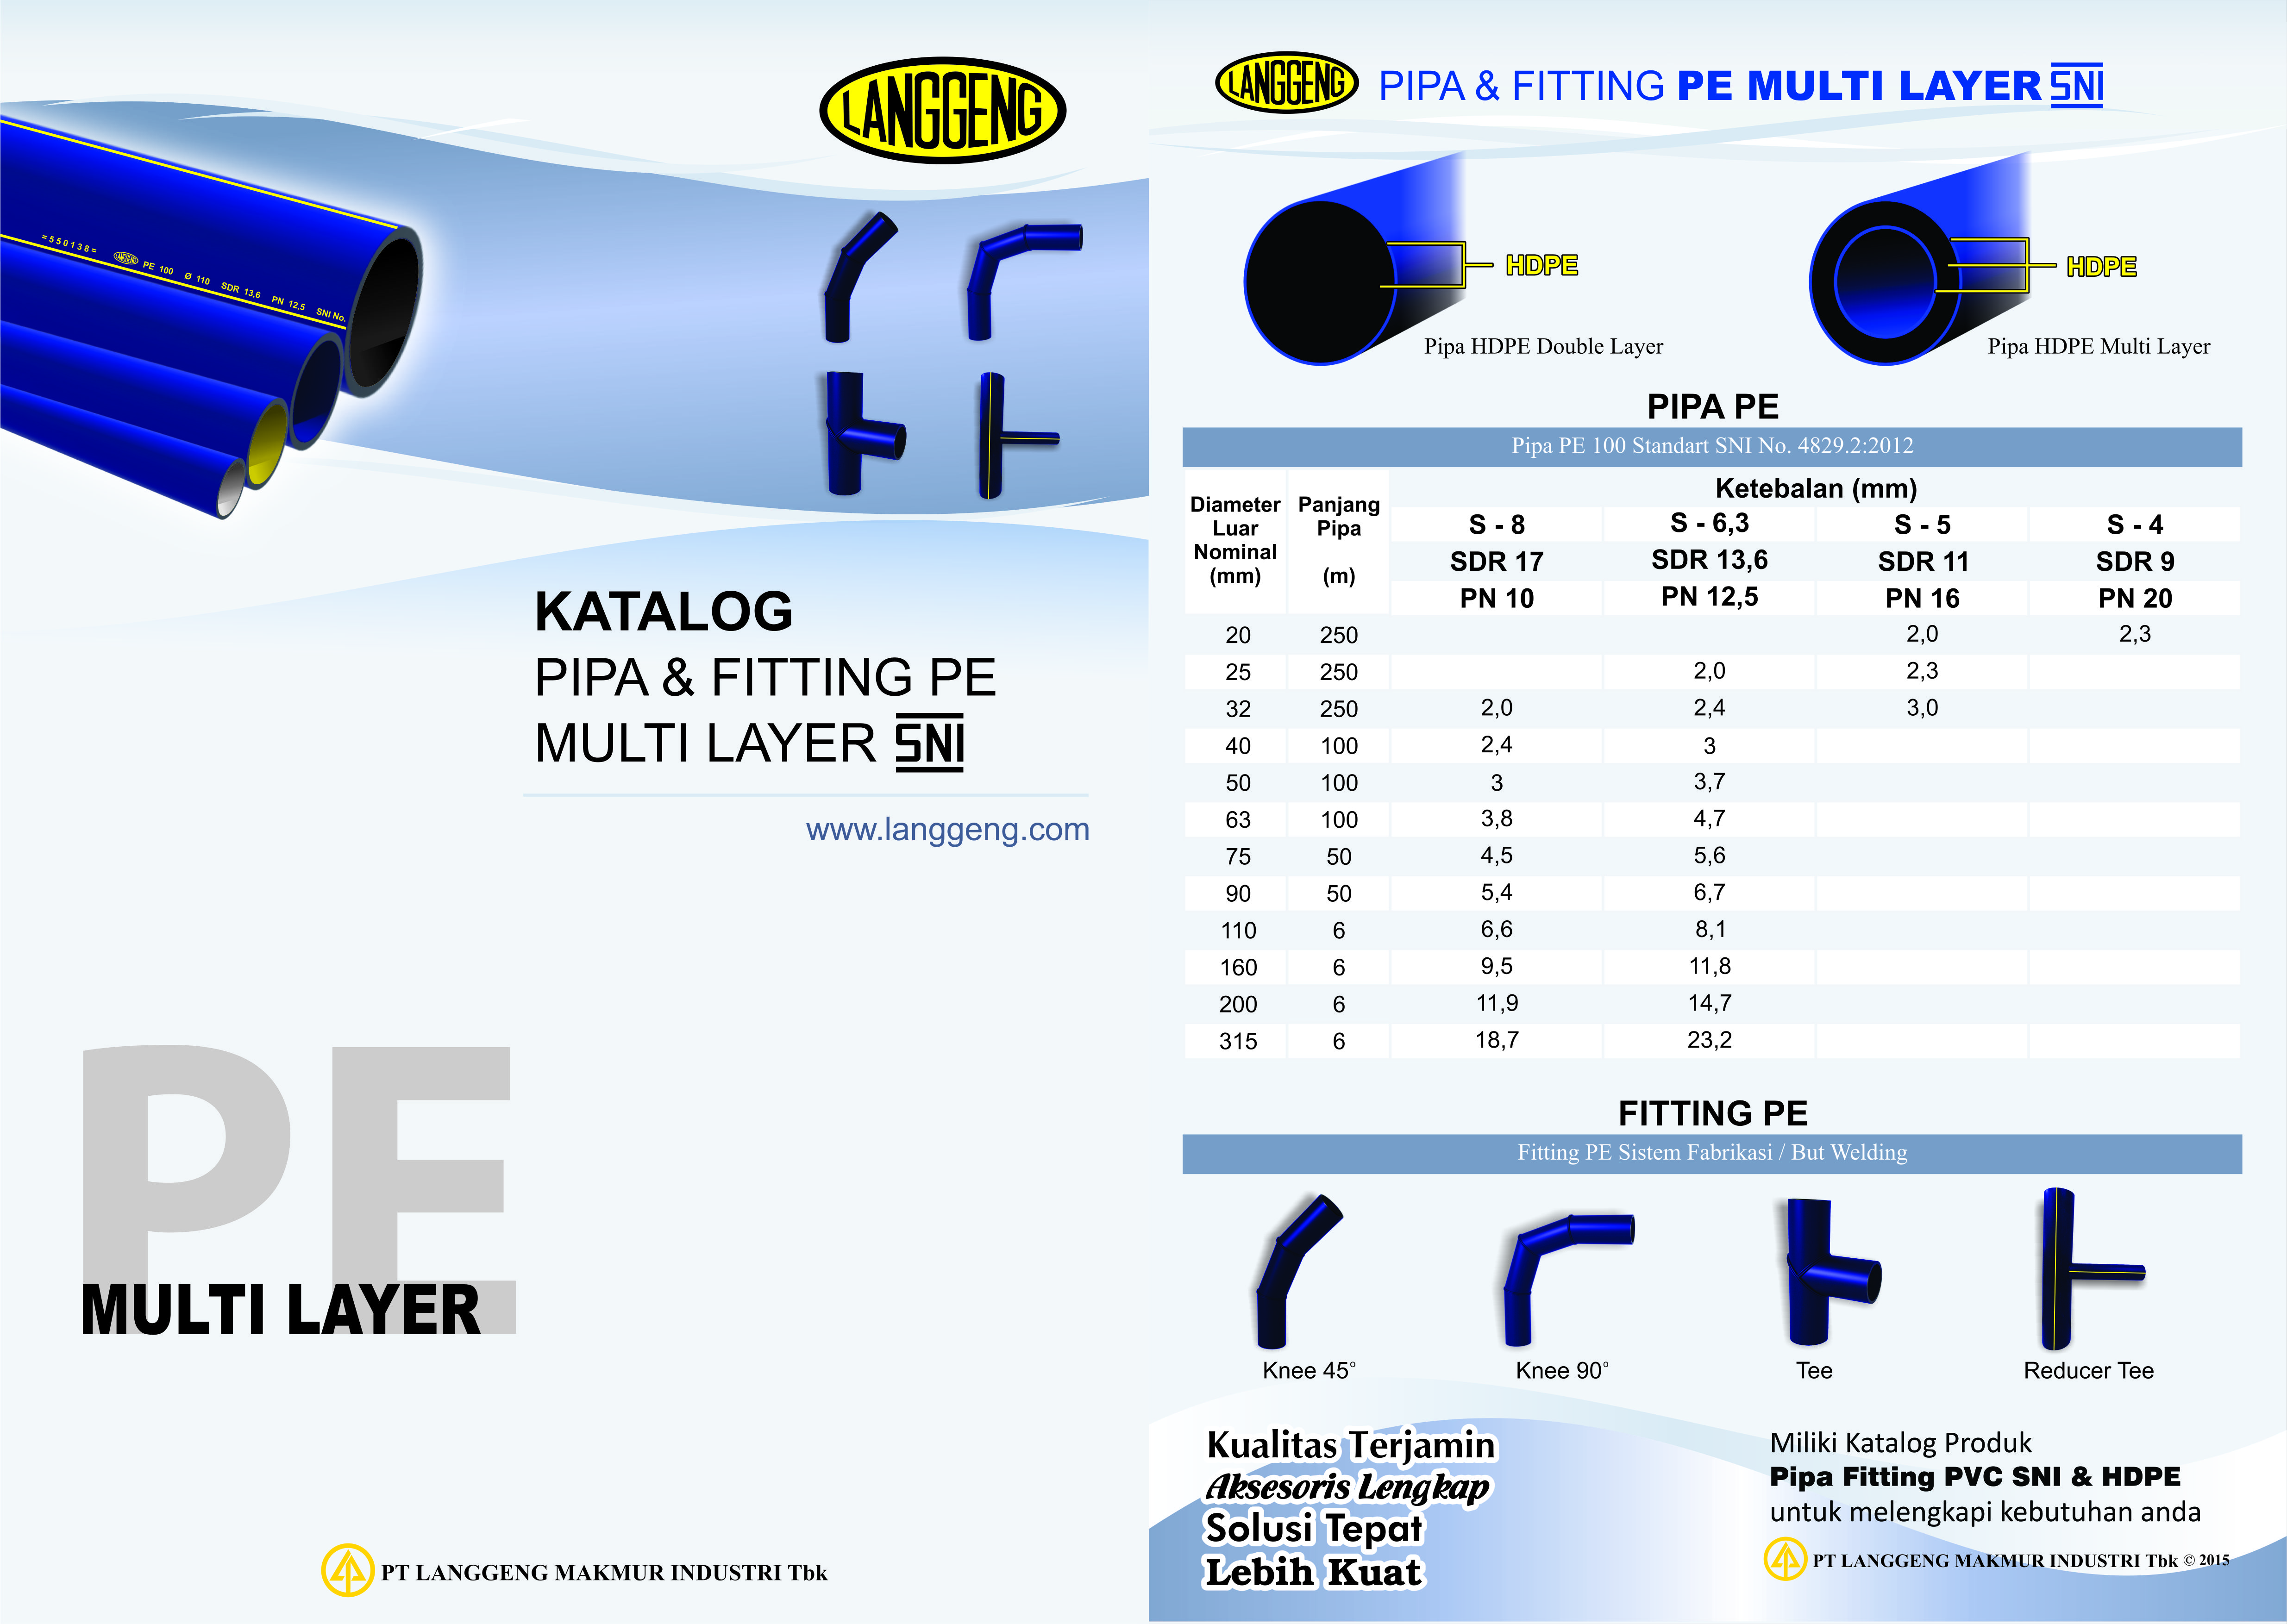 LANGGENG
= 5 5 0 1 3 8 =
LANGGENG PE 100 Ø 110 SDR 13,6 PN 12,5 SNI No.
KATALOG
PIPA & FITTING PE
MULTI LAYER SNI
www.langgeng.com
PE
MULTI LAYER
PT LANGGENG MAKMUR INDUSTRI Tbk
LANGGENG PIPA & FITTING PE MULTI LAYER SNI
HDPE
Pipa HDPE Double Layer
HDPE
Pipa HDPE Multi Layer
PIPA PE
Pipa PE 100 Standart SNI No. 4829.2:2012
Diameter Luar Nominal (mm) Panjang Pipa (m) Ketebalan (mm)
S - 8 S - 6,3 S - 5 S - 4
SDR 17 SDR 13,6 SDR 11 SDR 9
PN 10 PN 12,5 PN 16 PN 20
20 250 2,0 2,3
25 250 2,0 2,3
32 250 2,0 2,4 3,0
40 100 2,4 3
50 100 3 3,7
63 100 3,8 4,7
75 50 4,5 5,6
90 50 5,4 6,7
110 6 6,6 8,1
160 6 9,5 11,8
200 6 11,9 14,7
315 6 18,7 23,2
FITTING PE
Fitting PE Sistem Fabrikasi / But Welding
Knee 45° Knee 90° Tee Reducer Tee
Kualitas Terjamin
Aksesoris Lengkap
Solusi Tepat
Lebih Kuat
Miliki Katalog Produk
Pipa Fitting PVC SNI & HDPE
untuk melengkapi kebutuhan anda
PT LANGGENG MAKMUR INDUSTRI Tbk © 2015